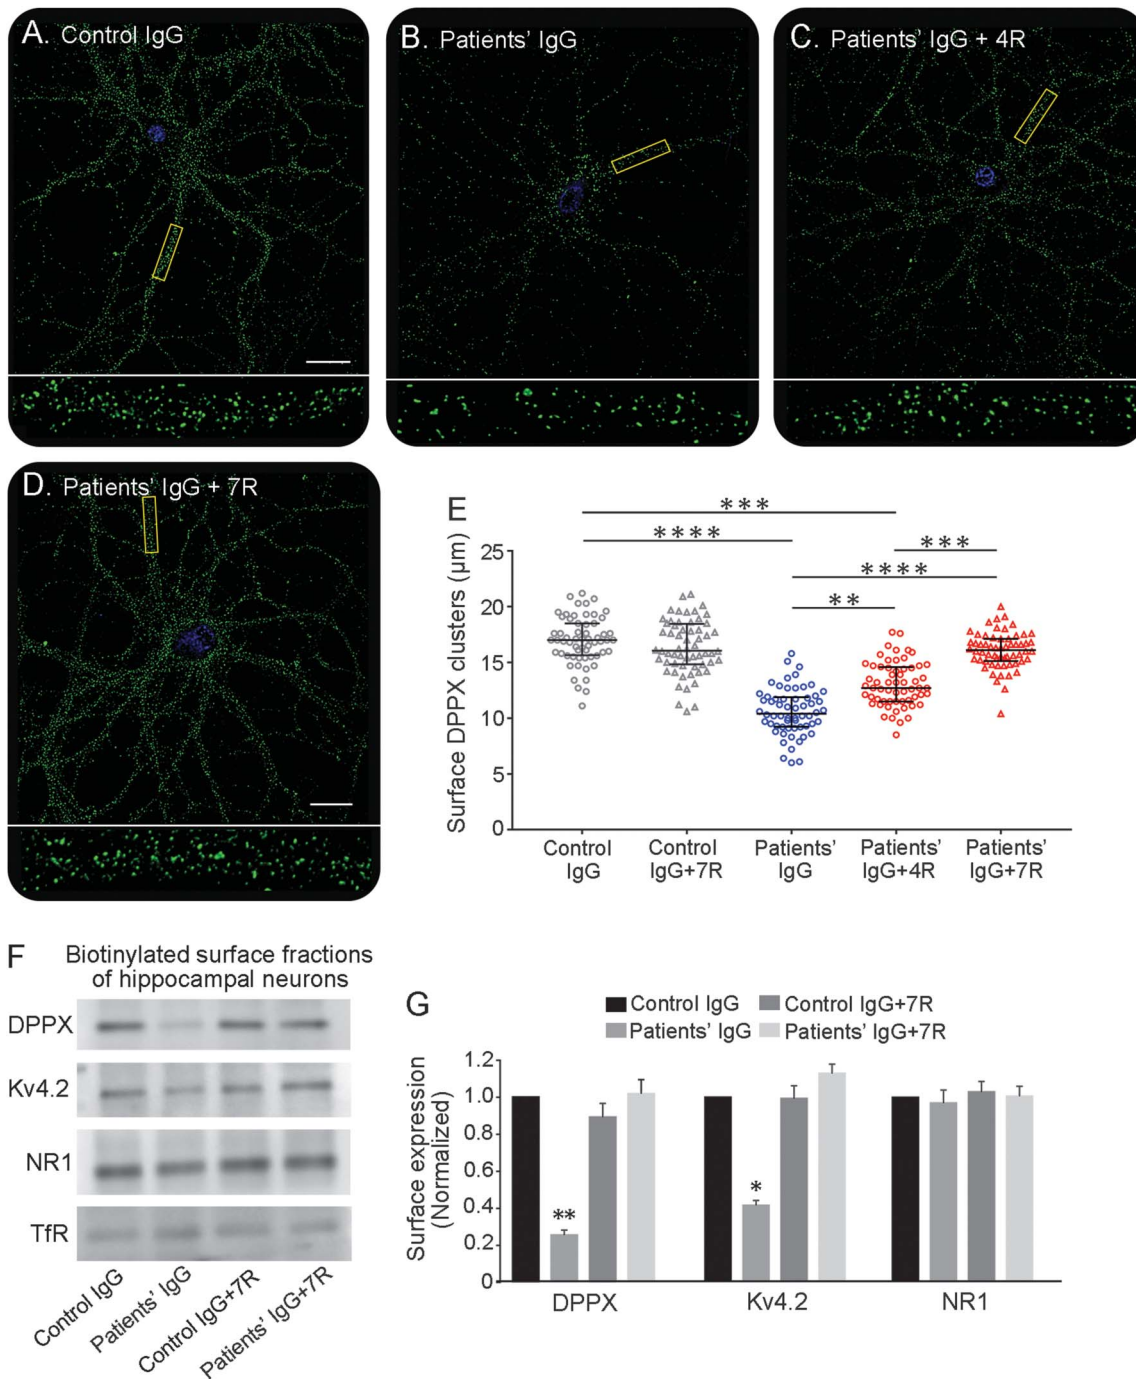 A. Control IgG
B. Patients' IgG
C. Patients' IgG + 4R
D. Patients' IgG + 7R
E
***
****
***
****
**
Surface DPPX clusters (µm)
25
20
15
10
5
0
Control
IgG
Control
IgG+7R
Patients'
IgG
Patients'
IgG+4R
Patients'
IgG+7R
F
Biotinylated surface fractions
of hippocampal neurons
DPPX
Kv4.2
NR1
TfR
Control IgG
Patients' IgG
Control IgG+7R
Patients' IgG+7R
G
Control IgG
Control IgG+7R
Patients' IgG
Patients' IgG+7R
Surface expression
(Normalized)
1.2
1.0
0.8
0.6
0.4
0.2
0
**
*
DPPX
Kv4.2
NR1